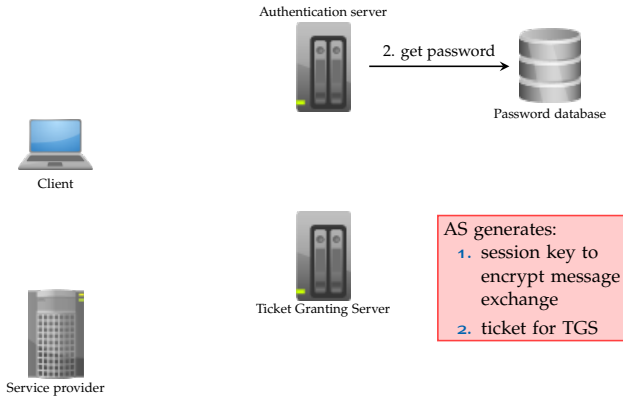 Authentication server
2. get password
Password database
Client
Ticket Granting Server
AS generates:
1. session key to
encrypt message
exchange
2. ticket for TGS
Service provider